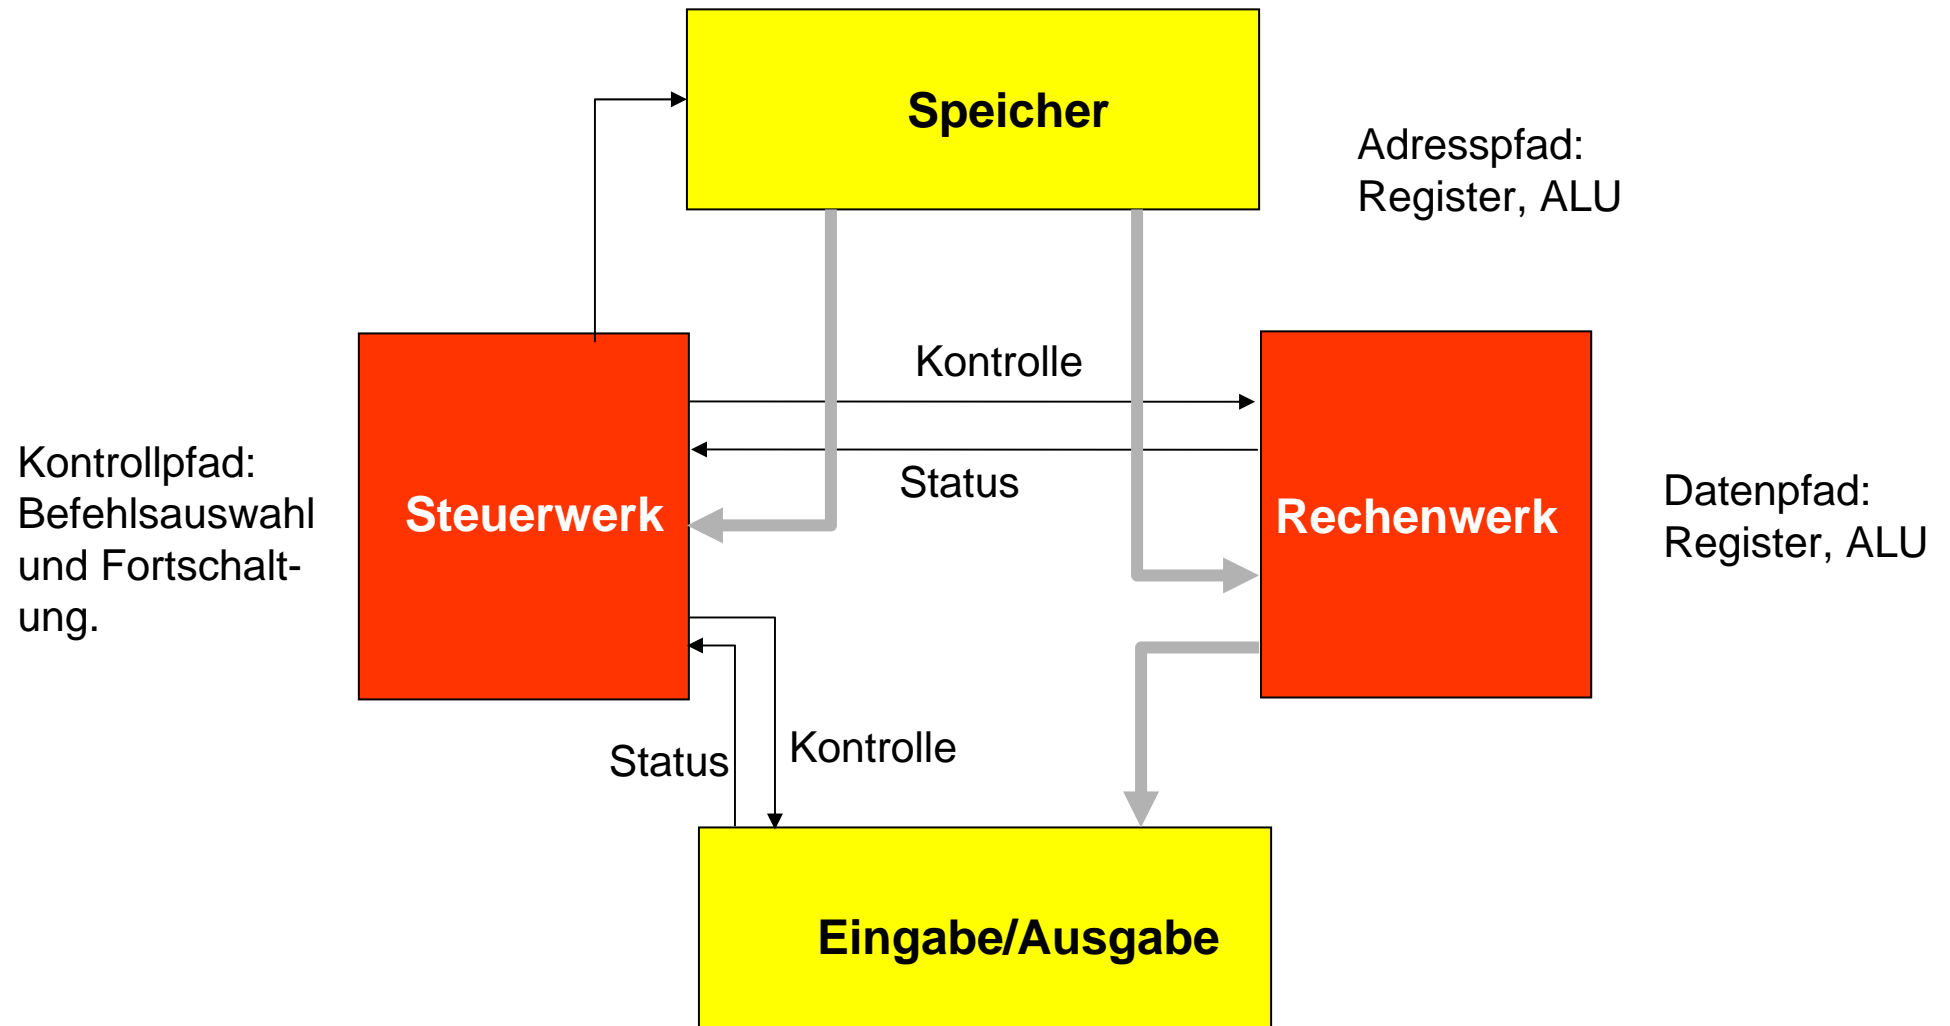 Speicher
Adresspfad:
Register, ALU
Kontrolle
Status
Kontrollpfad:
Befehlsauswahl
und Fortschalt-
ung.
Steuerwerk
Rechenwerk
Datenpfad:
Register, ALU
Status
Kontrolle
Eingabe/Ausgabe